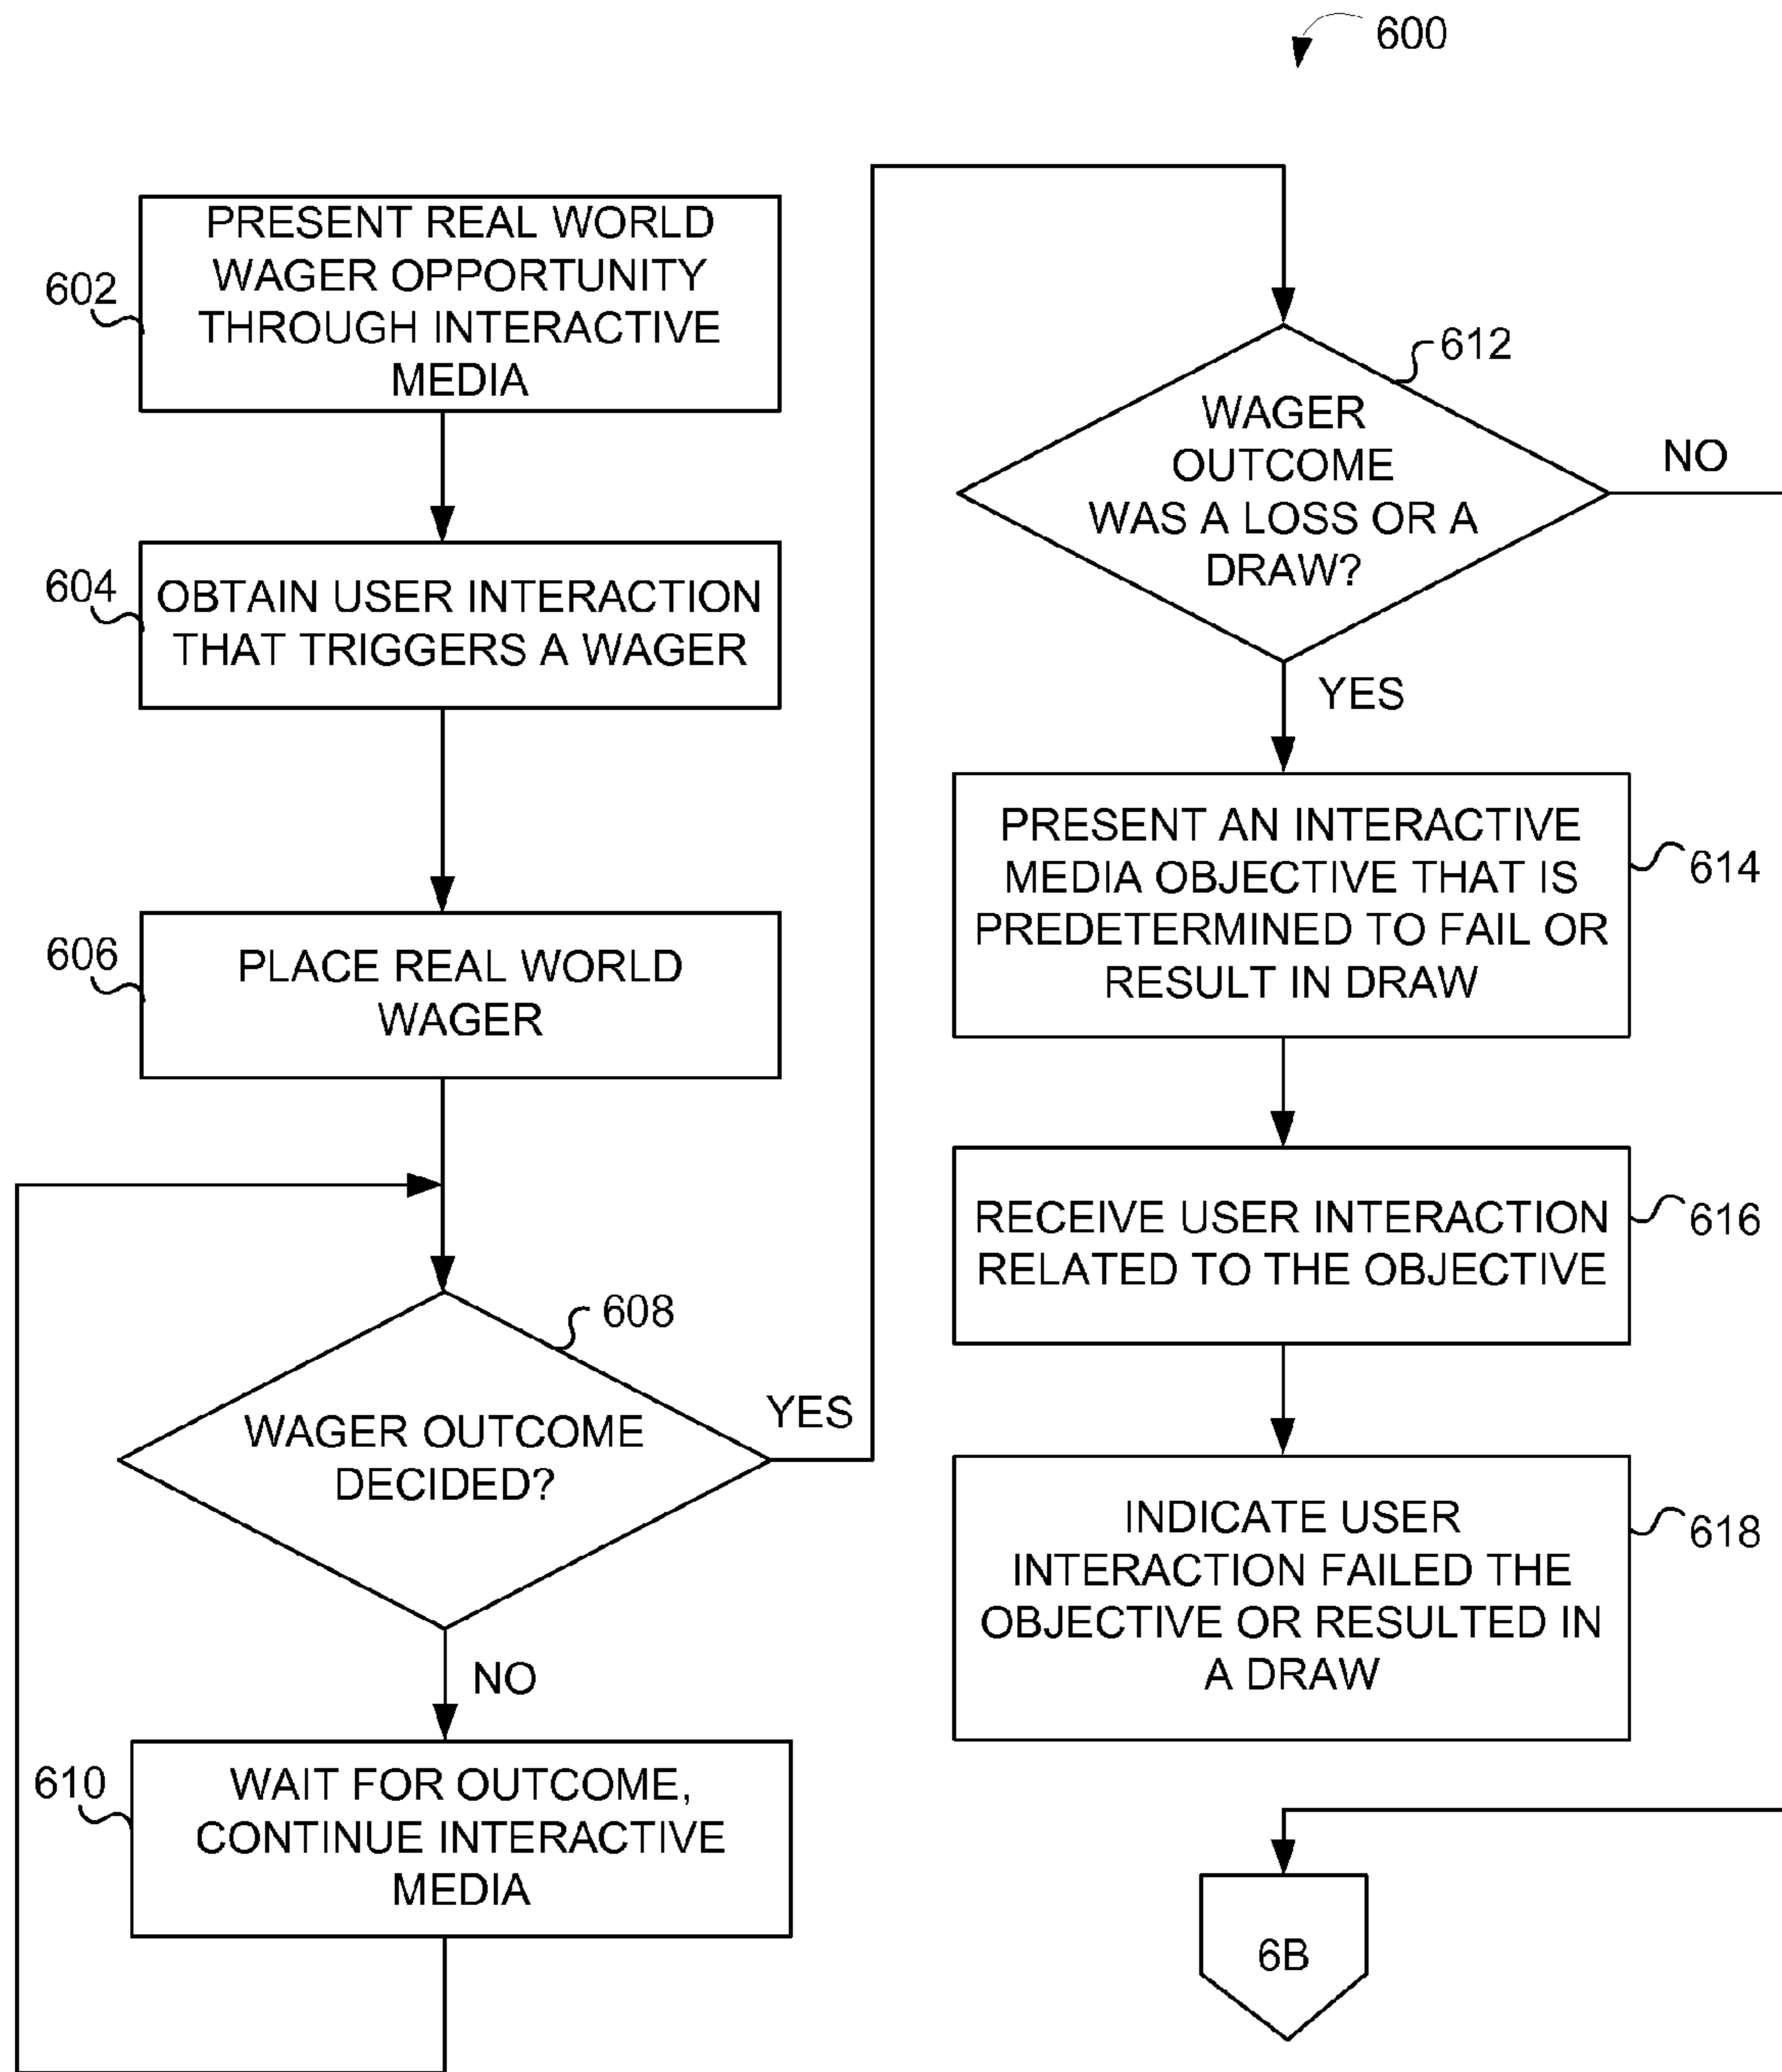 600
602
PRESENT REAL WORLD
WAGER OPPORTUNITY
THROUGH INTERACTIVE
MEDIA
604
OBTAIN USER INTERACTION
THAT TRIGGERS A WAGER
606
PLACE REAL WORLD
WAGER
608
WAGER OUTCOME
DECIDED?
YES
NO
610
WAIT FOR OUTCOME,
CONTINUE INTERACTIVE
MEDIA
612
WAGER
OUTCOME
WAS A LOSS OR A
DRAW?
NO
YES
PRESENT AN INTERACTIVE
MEDIA OBJECTIVE THAT IS
PREDETERMINED TO FAIL OR
RESULT IN DRAW
614
RECEIVE USER INTERACTION
RELATED TO THE OBJECTIVE
616
INDICATE USER
INTERACTION FAILED THE
OBJECTIVE OR RESULTED IN
A DRAW
618
6B